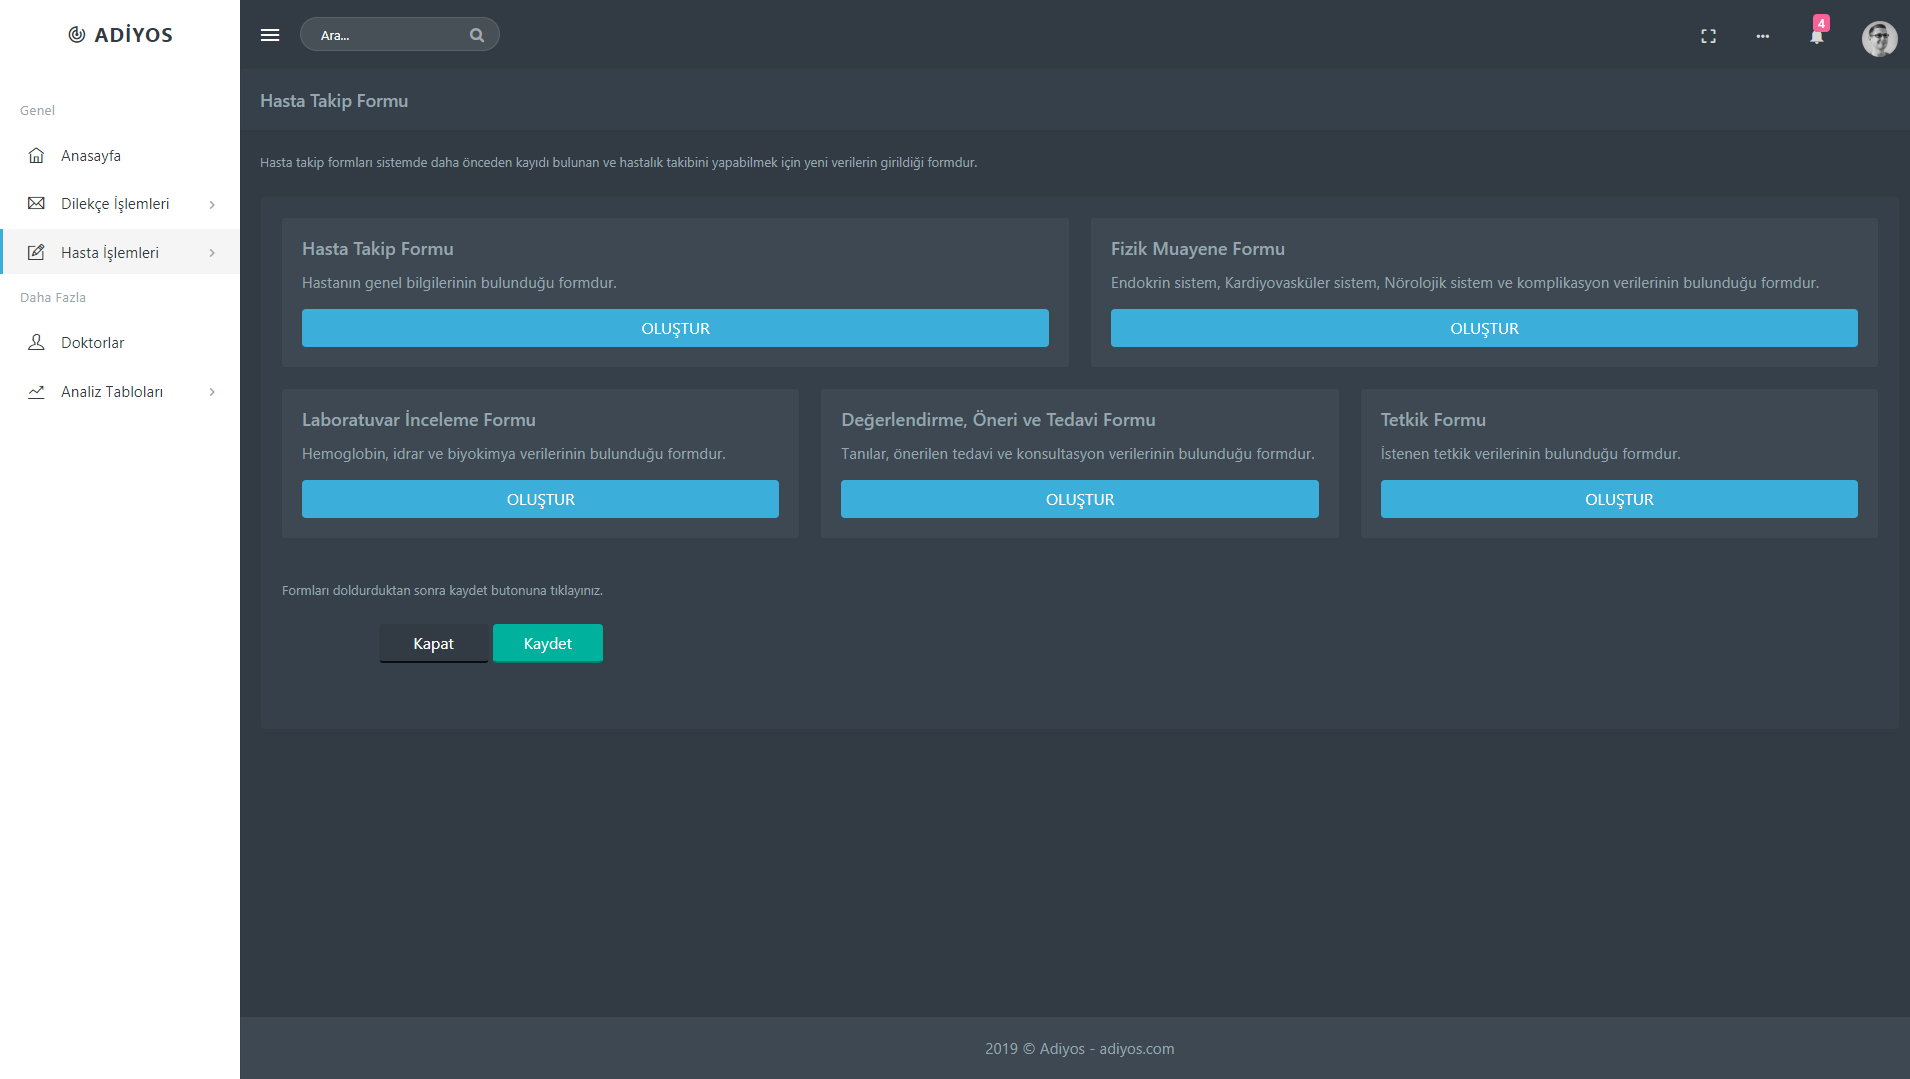 ADİYOS
Ara...
4
Genel
Anasayfa
Dilekçe İşlemleri
Hasta İşlemleri
Daha Fazla
Doktorlar
Analiz Tabloları
Hasta Takip Formu
Hasta takip formları sistemde daha önceden kayıdı bulunan ve hastalık takibini yapabilmek için yeni verilerin girildiği formdur.
Hasta Takip Formu
Hastanın genel bilgilerinin bulunduğu formdur.
OLUŞTUR
Fizik Muayene Formu
Endokrin sistem, Kardiyovasküler sistem, Nörolojik sistem ve komplikasyon verilerinin bulunduğu formdur.
OLUŞTUR
Laboratuvar İnceleme Formu
Hemoglobin, idrar ve biyokimya verilerinin bulunduğu formdur.
OLUŞTUR
Değerlendirme, Öneri ve Tedavi Formu
Tanılar, önerilen tedavi ve konsultasyon verilerinin bulunduğu formdur.
OLUŞTUR
Tetkik Formu
İstenen tetkik verilerinin bulunduğu formdur.
OLUŞTUR
Formları doldurduktan sonra kaydet butonuna tıklayınız.
Kapat
Kaydet
2019 © Adiyos - adiyos.com